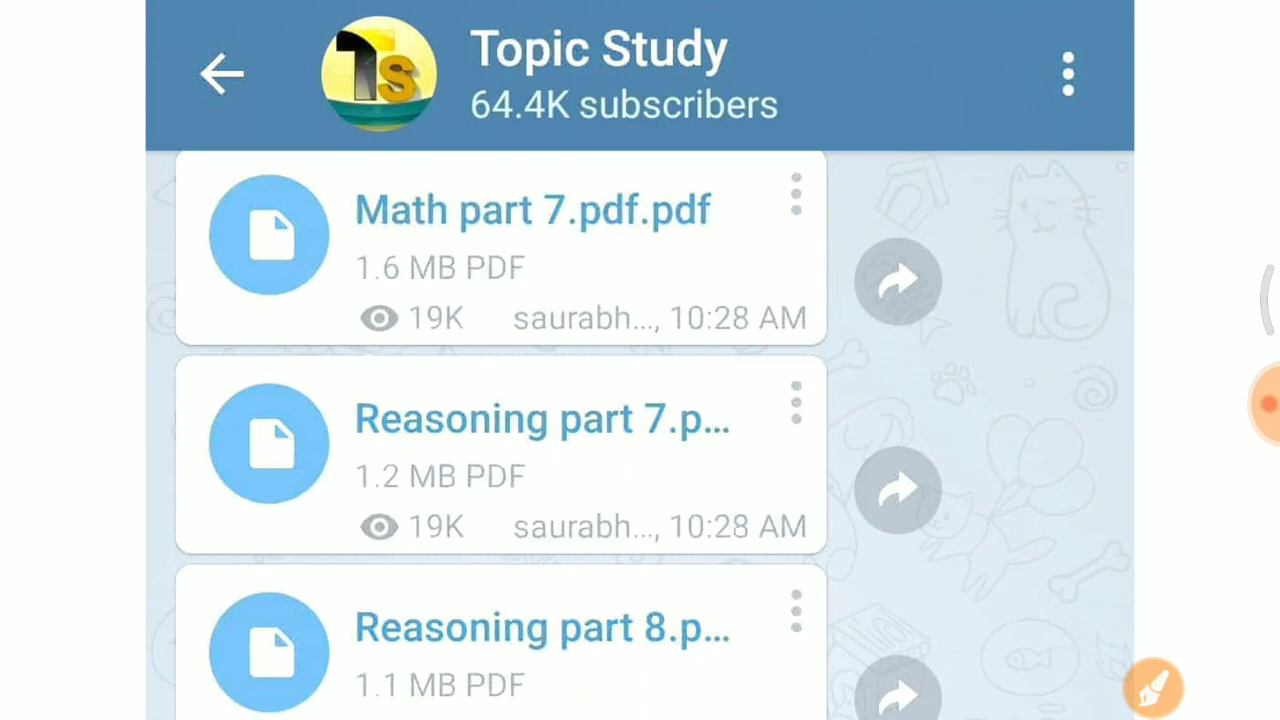 Ts
Topic Study
64.4K subscribers
Math part 7.pdf.pdf
1.6 MB PDF
19K saurabh..., 10:28 AM
Reasoning part 7.p...
1.2 MB PDF
19K saurabh..., 10:28 AM
Reasoning part 8.p...
1.1 MB PDF